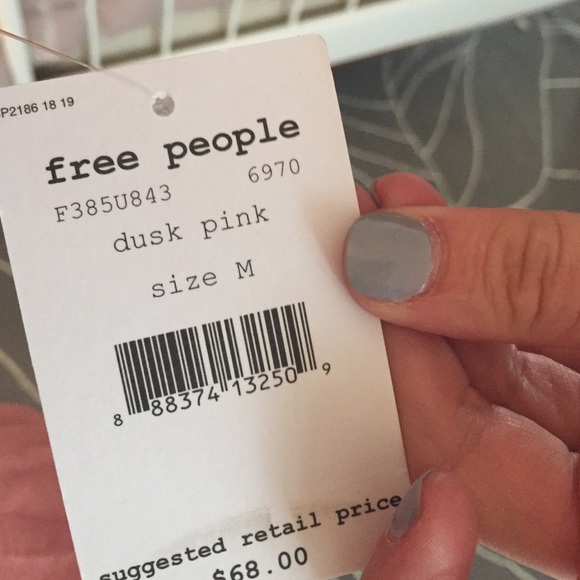 P2186 18 19
free people
F385U843 6970
dusk pink
size M
8 88374 13250 9
suggested retail price
$68.00